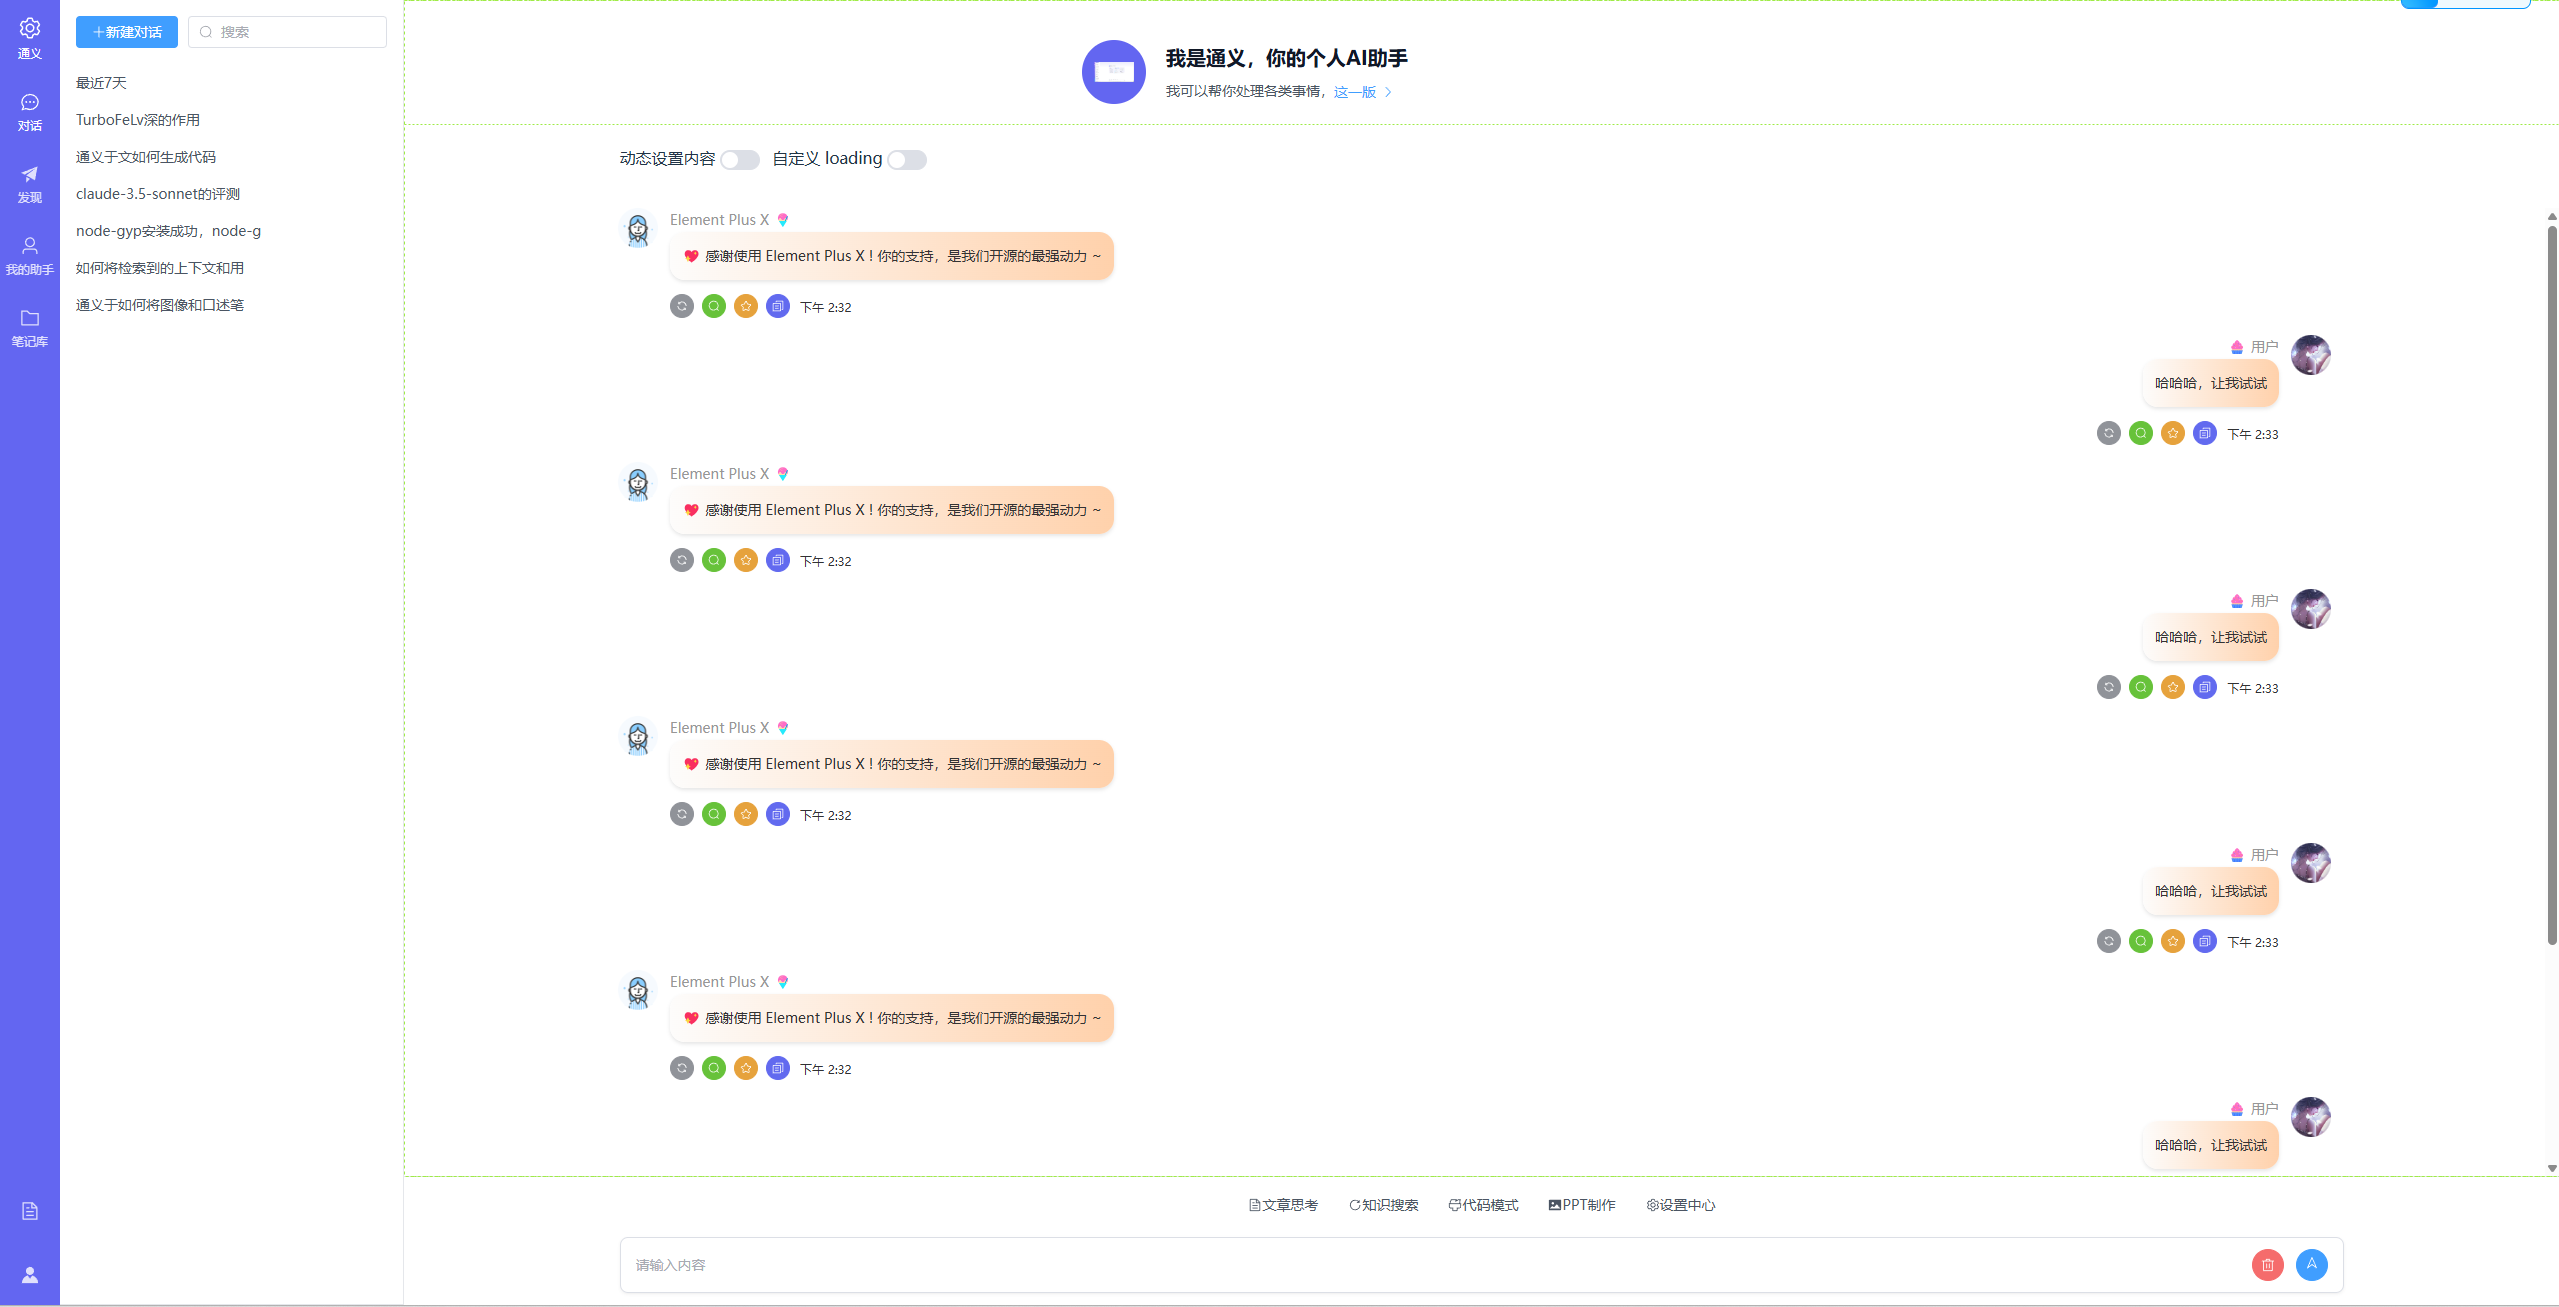 通义
对话
发现
我的助手
笔记库
新建对话
搜索
最近7天
TurboFeLv深的作用
通义于文如何生成代码
claude-3.5-sonnet的评测
node-gyp安装成功，node-g
如何将检索到的上下文和用
通义于如何将图像和口述笔
我是通义，你的个人AI助手
我可以帮你处理各类事情，这一版
动态设置内容 自定义 loading
Element Plus X 🍧
💖 感谢使用 Element Plus X ! 你的支持，是我们开源的最强动力 ~
下午 2:32
🧁 用户
哈哈哈，让我试试
下午 2:33
Element Plus X 🍧
💖 感谢使用 Element Plus X ! 你的支持，是我们开源的最强动力 ~
下午 2:32
🧁 用户
哈哈哈，让我试试
下午 2:33
Element Plus X 🍧
💖 感谢使用 Element Plus X ! 你的支持，是我们开源的最强动力 ~
下午 2:32
🧁 用户
哈哈哈，让我试试
下午 2:33
Element Plus X 🍧
💖 感谢使用 Element Plus X ! 你的支持，是我们开源的最强动力 ~
下午 2:32
🧁 用户
哈哈哈，让我试试
文章思考 知识搜索 代码模式 PPT制作 设置中心
请输入内容